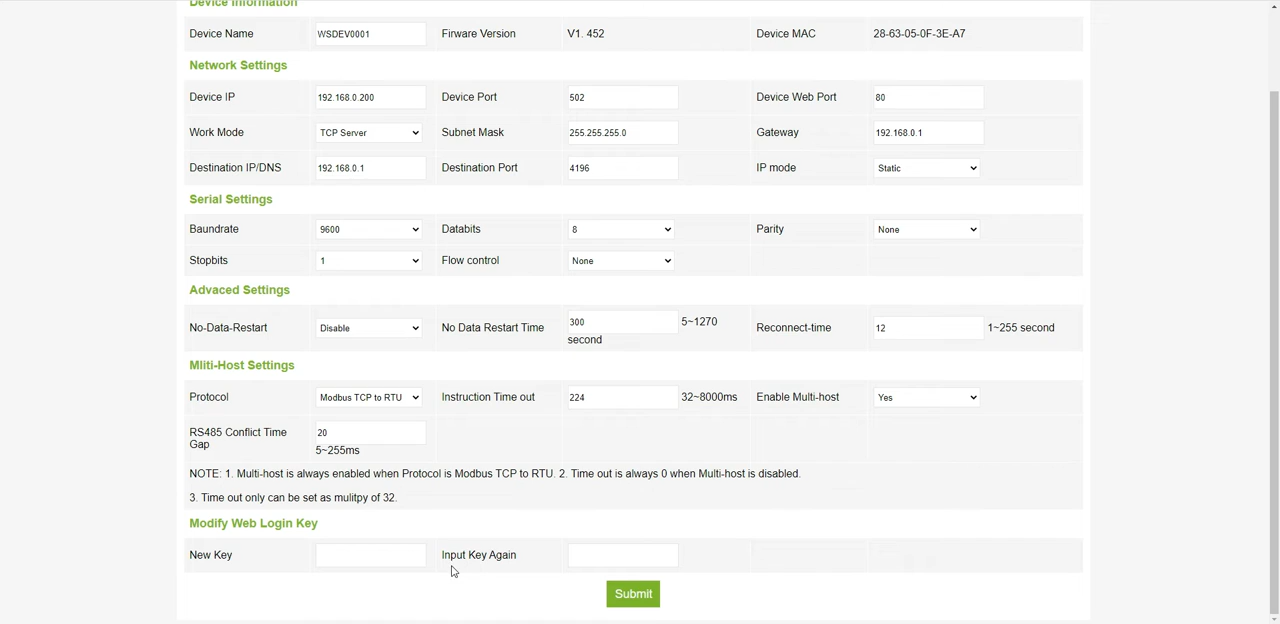 Device Information
Device Name WSDEV0001 Firware Version V1. 452 Device MAC 28-63-05-0F-3E-A7
Network Settings
Device IP 192.168.0.200 Device Port 502 Device Web Port 80
Work Mode TCP Server Subnet Mask 255.255.255.0 Gateway 192.168.0.1
Destination IP/DNS 192.168.0.1 Destination Port 4196 IP mode Static
Serial Settings
Baundrate 9600 Databits 8 Parity None
Stopbits 1 Flow control None
Advaced Settings
No-Data-Restart Disable No Data Restart Time 300 5~1270 second Reconnect-time 12 1~255 second
Mliti-Host Settings
Protocol Modbus TCP to RTU Instruction Time out 224 32~8000ms Enable Multi-host Yes
RS485 Conflict Time Gap 20 5~255ms
NOTE: 1. Multi-host is always enabled when Protocol is Modbus TCP to RTU. 2. Time out is always 0 when Multi-host is disabled.
3. Time out only can be set as mulitpy of 32.
Modify Web Login Key
New Key Input Key Again
Submit